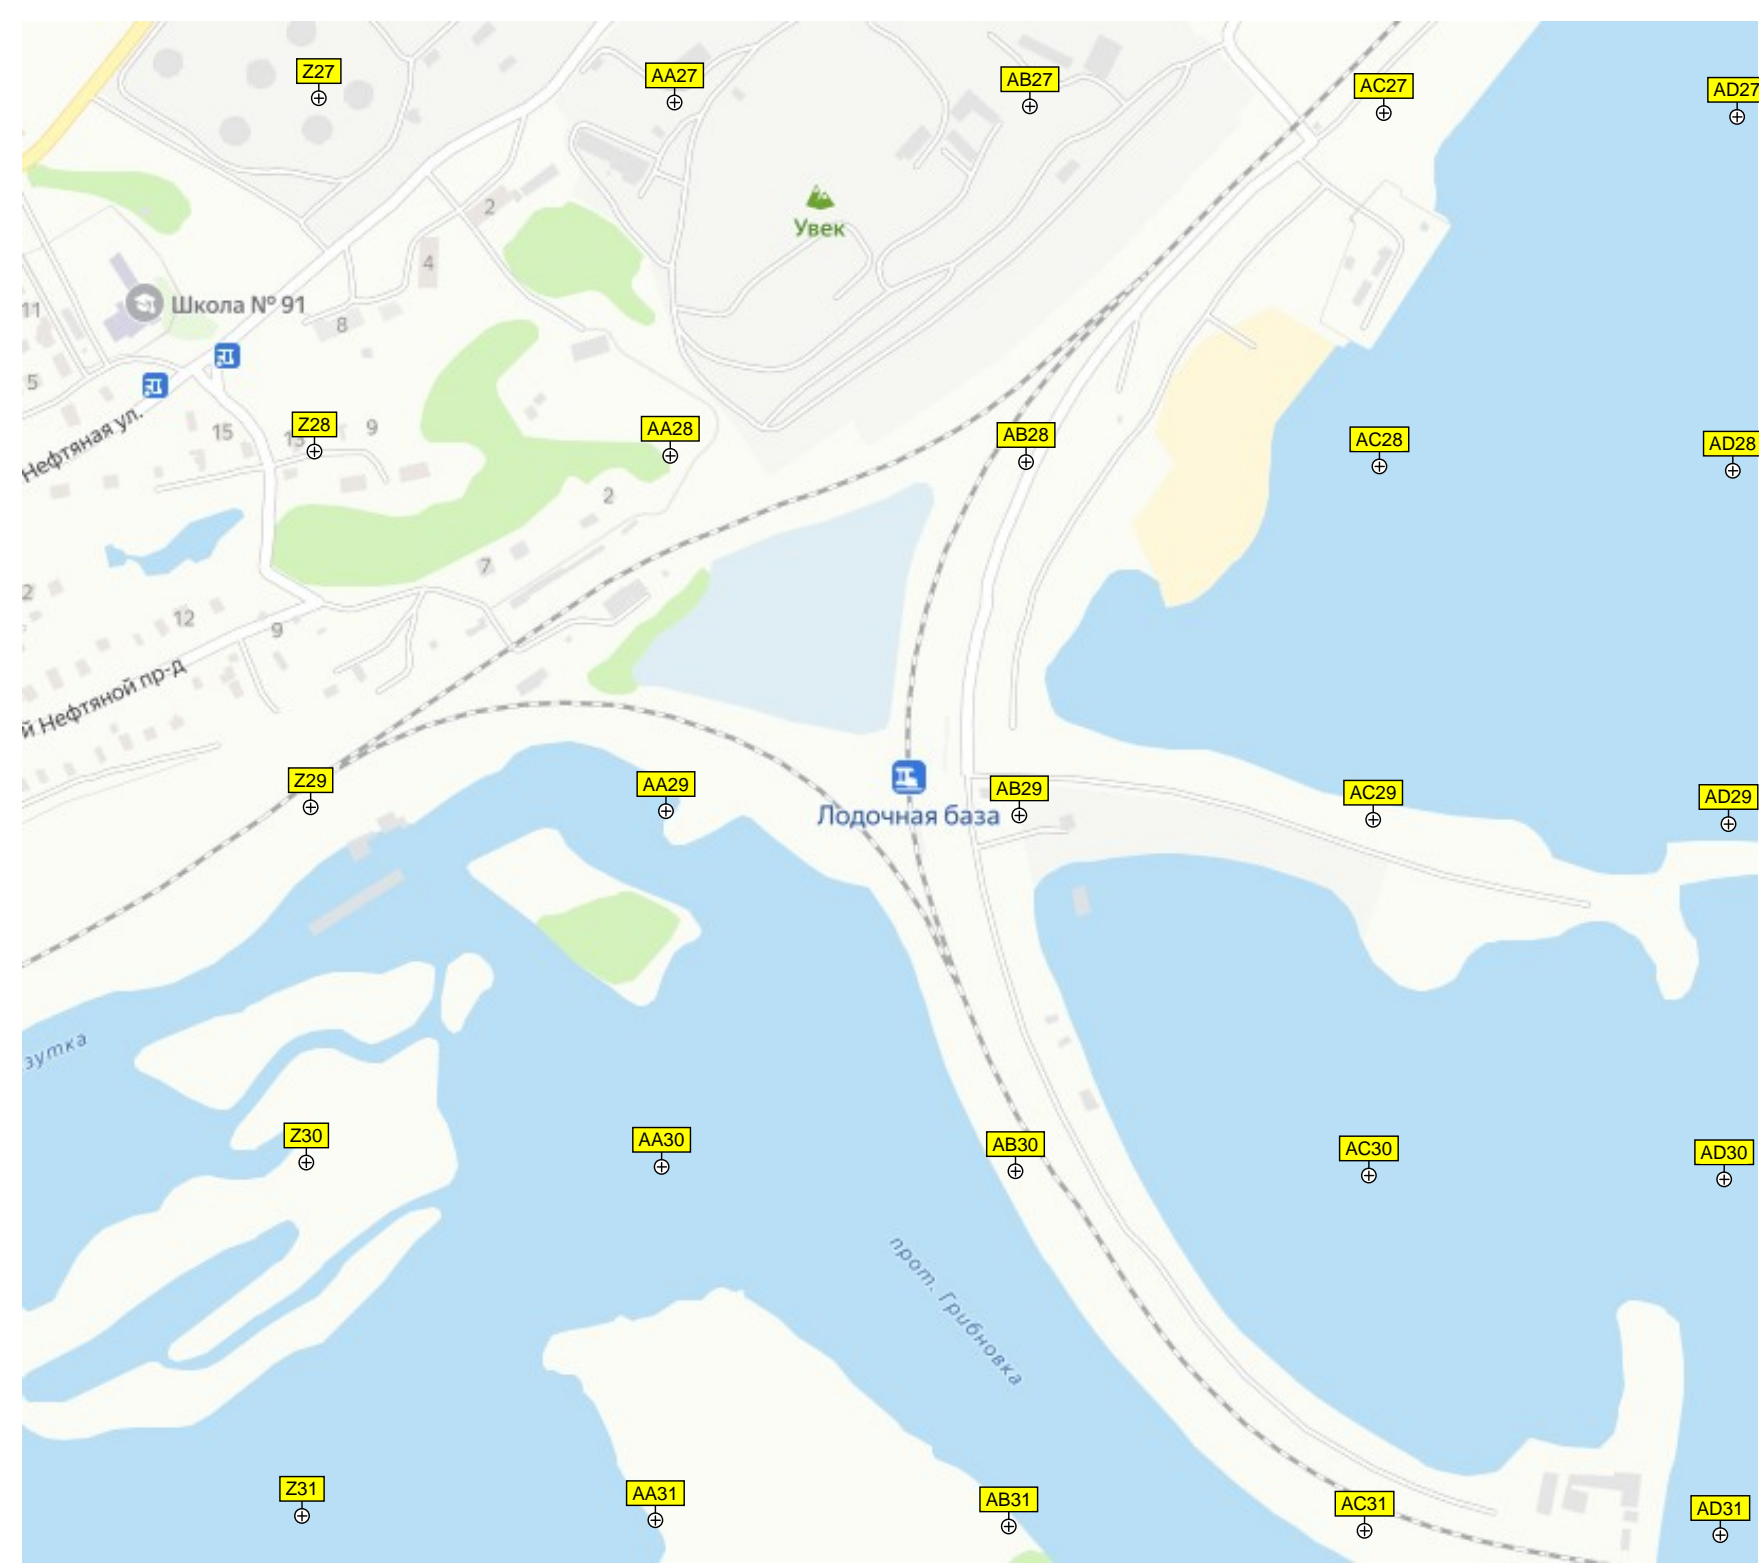 Z27
AA27
AB27
AC27
AD27
2
Увек
4
11
Школа № 91
8
5
Нефтяная ул.
15
Z28
13
9
AA28
AB28
AC28
AD28
2
7
2
12
9
й Нефтяной пр-д
Z29
AA29
AB29
AC29
AD29
Лодочная база
зутка
Z30
AA30
AB30
AC30
AD30
прот. Грибновка
Z31
AA31
AB31
AC31
AD31